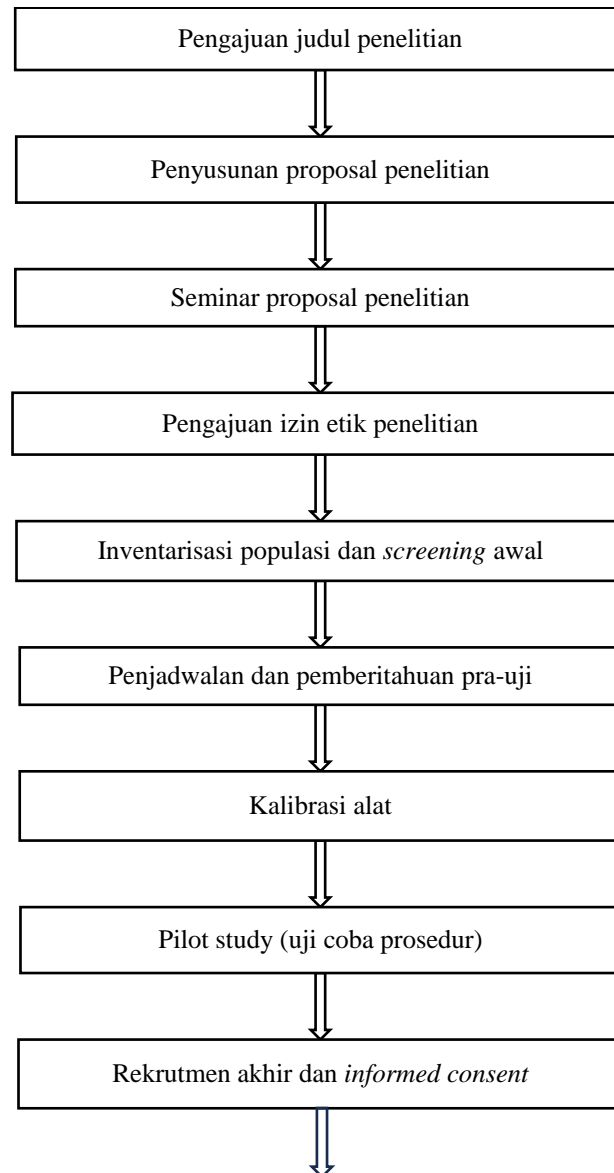 Pengajuan judul penelitian
Penyusunan proposal penelitian
Seminar proposal penelitian
Pengajuan izin etik penelitian
Inventarisasi populasi dan screening awal
Penjadwalan dan pemberitahuan pra-uji
Kalibrasi alat
Pilot study (uji coba prosedur)
Rekrutmen akhir dan informed consent